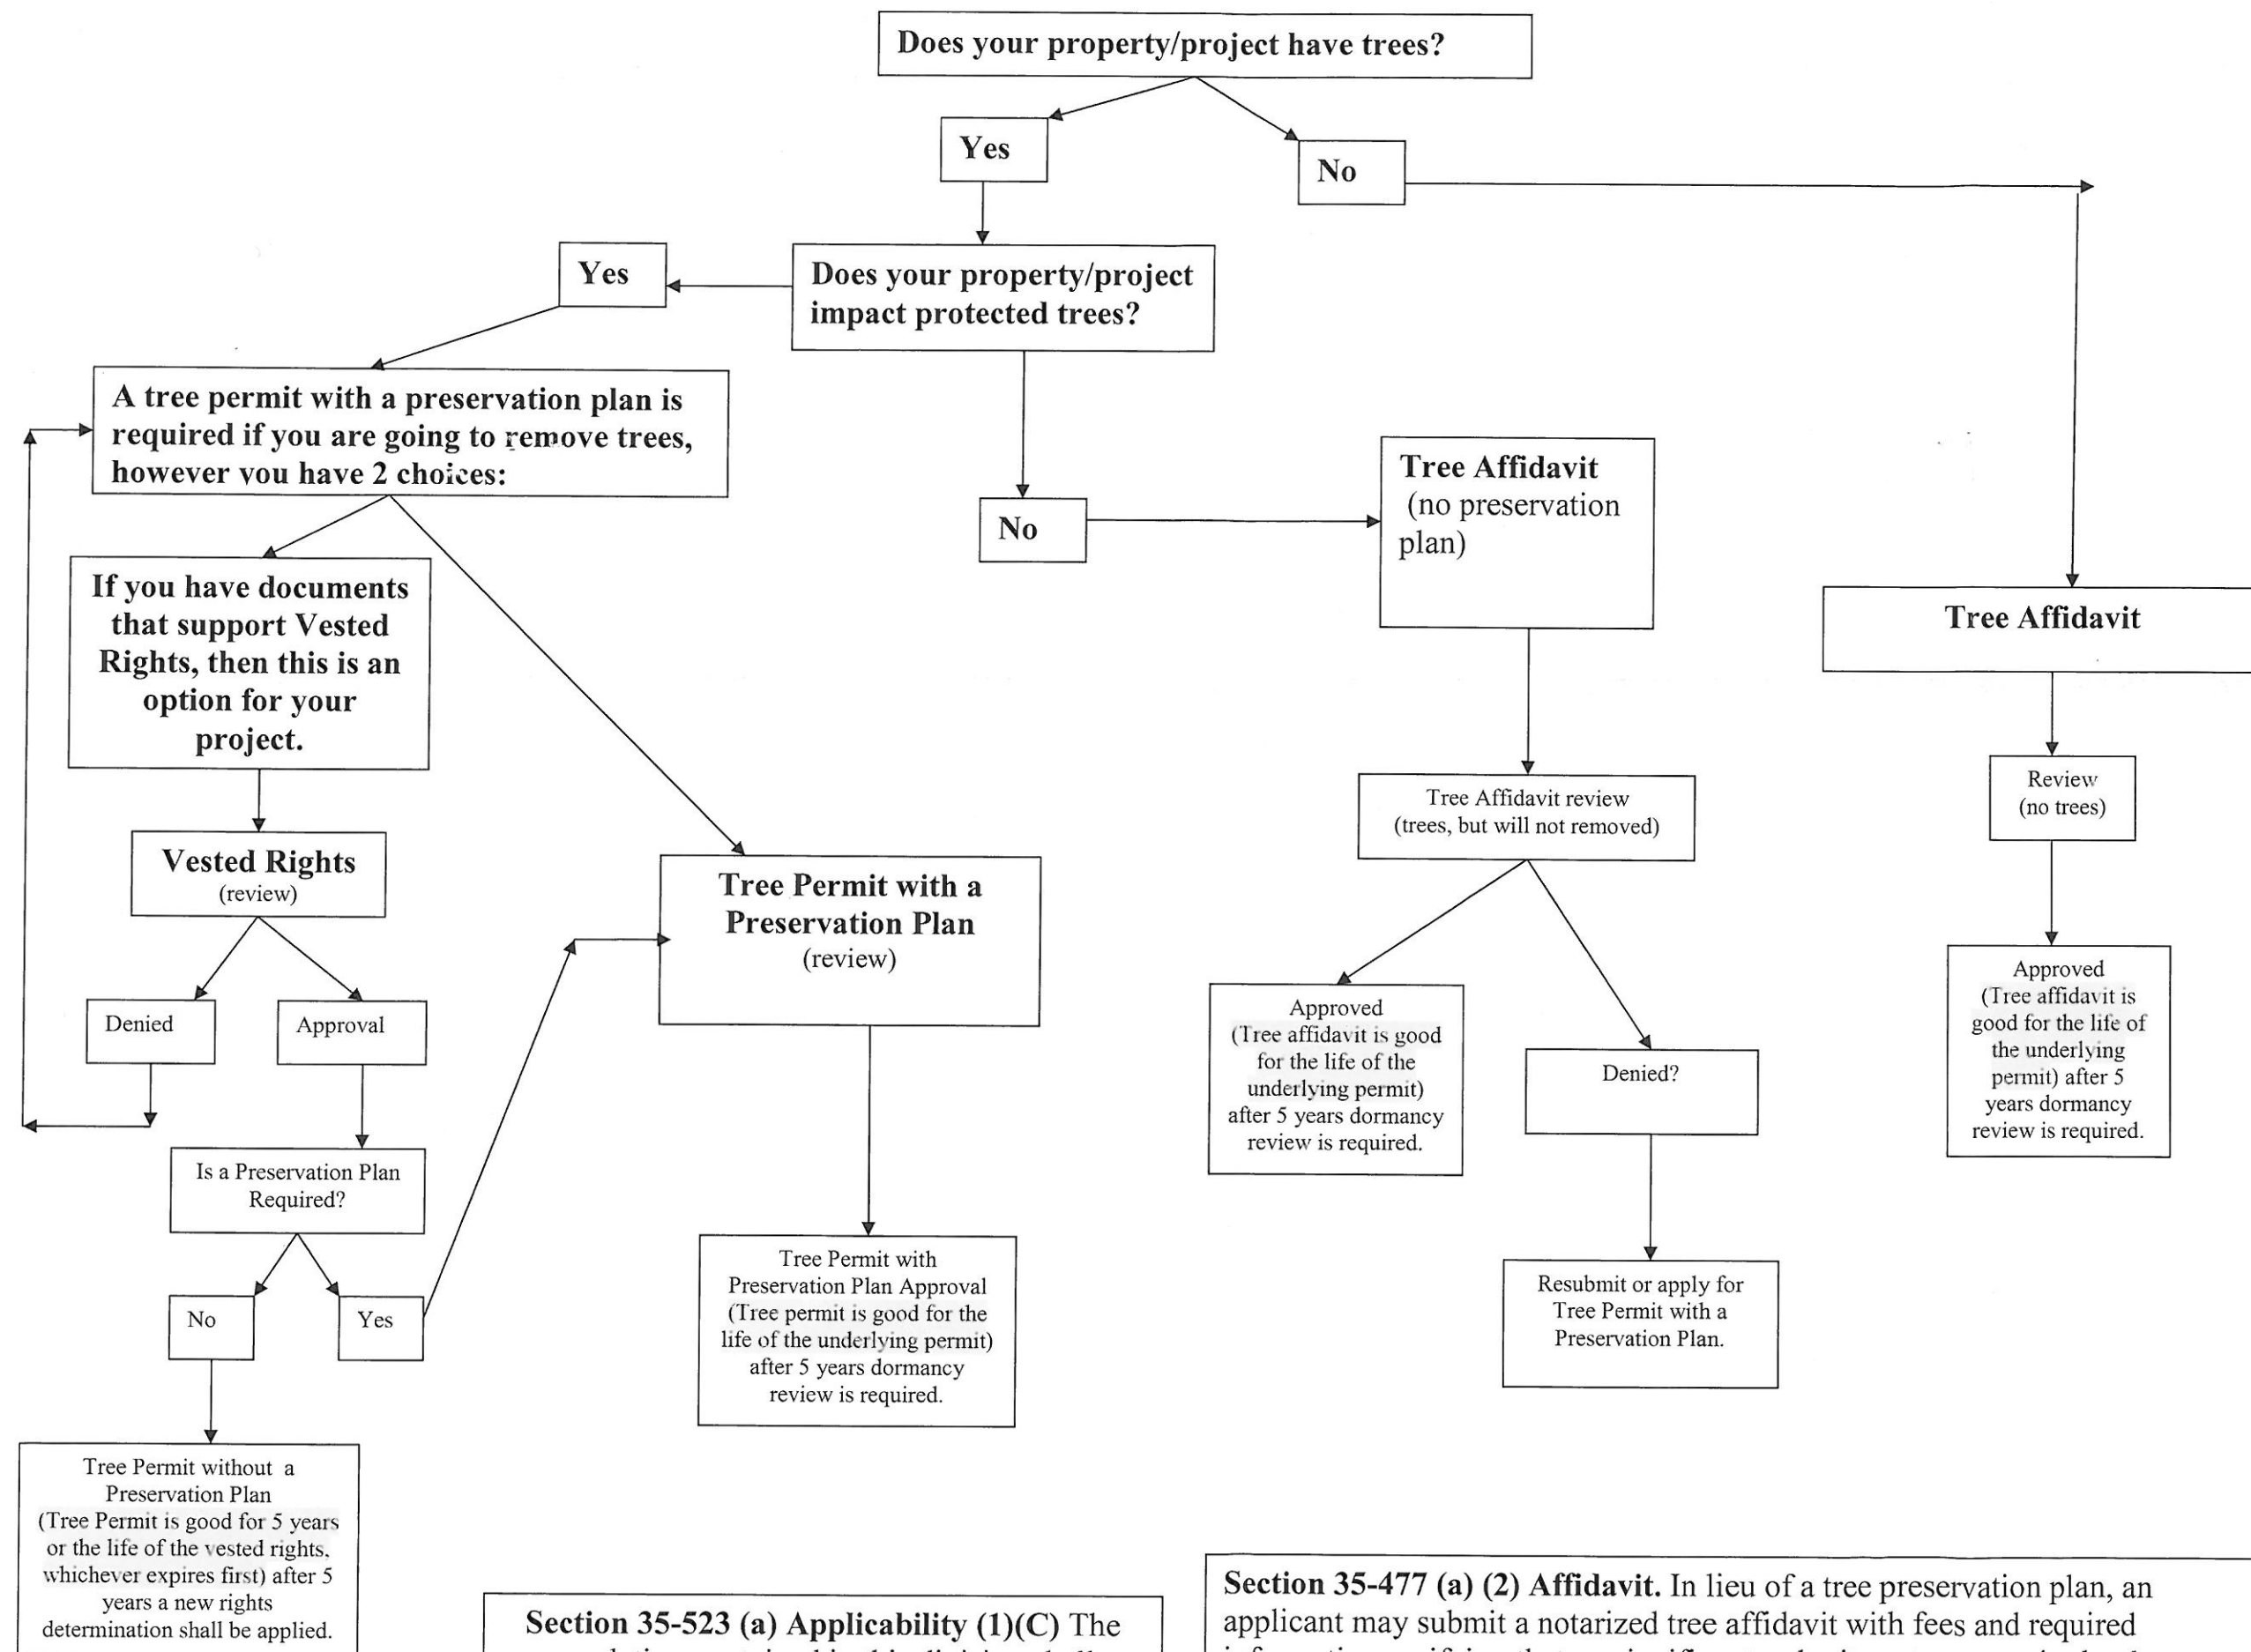 Does your property/project have trees?
Yes
No
Yes
Does your property/project
impact protected trees?
A tree permit with a preservation plan is
required if you are going to remove trees,
however you have 2 choices:
No
Tree Affidavit
(no preservation
plan)
If you have documents
that support Vested
Rights, then this is an
option for your
project.
Tree Affidavit
Vested Rights
(review)
Tree Permit with a
Preservation Plan
(review)
Tree Affidavit review
(trees, but will not removed)
Review
(no trees)
Denied
Approval
Approved
(Tree affidavit is good
for the life of the
underlying permit)
after 5 years dormancy
review is required.
Denied?
Approved
(Tree affidavit is
good for the life of
the underlying
permit) after 5
years dormancy
review is required.
Is a Preservation Plan
Required?
No
Yes
Tree Permit with
Preservation Plan Approval
(Tree permit is good for the
life of the underlying permit)
after 5 years dormancy
review is required.
Resubmit or apply for
Tree Permit with a
Preservation Plan.
Tree Permit without a
Preservation Plan
(Tree Permit is good for 5 years
or the life of the vested rights,
whichever expires first) after 5
years a new rights
determination shall be applied.
Section 35-523 (a) Applicability (1)(C) The
Section 35-477 (a) (2) Affidavit. In lieu of a tree preservation plan, an
applicant may submit a notarized tree affidavit with fees and required